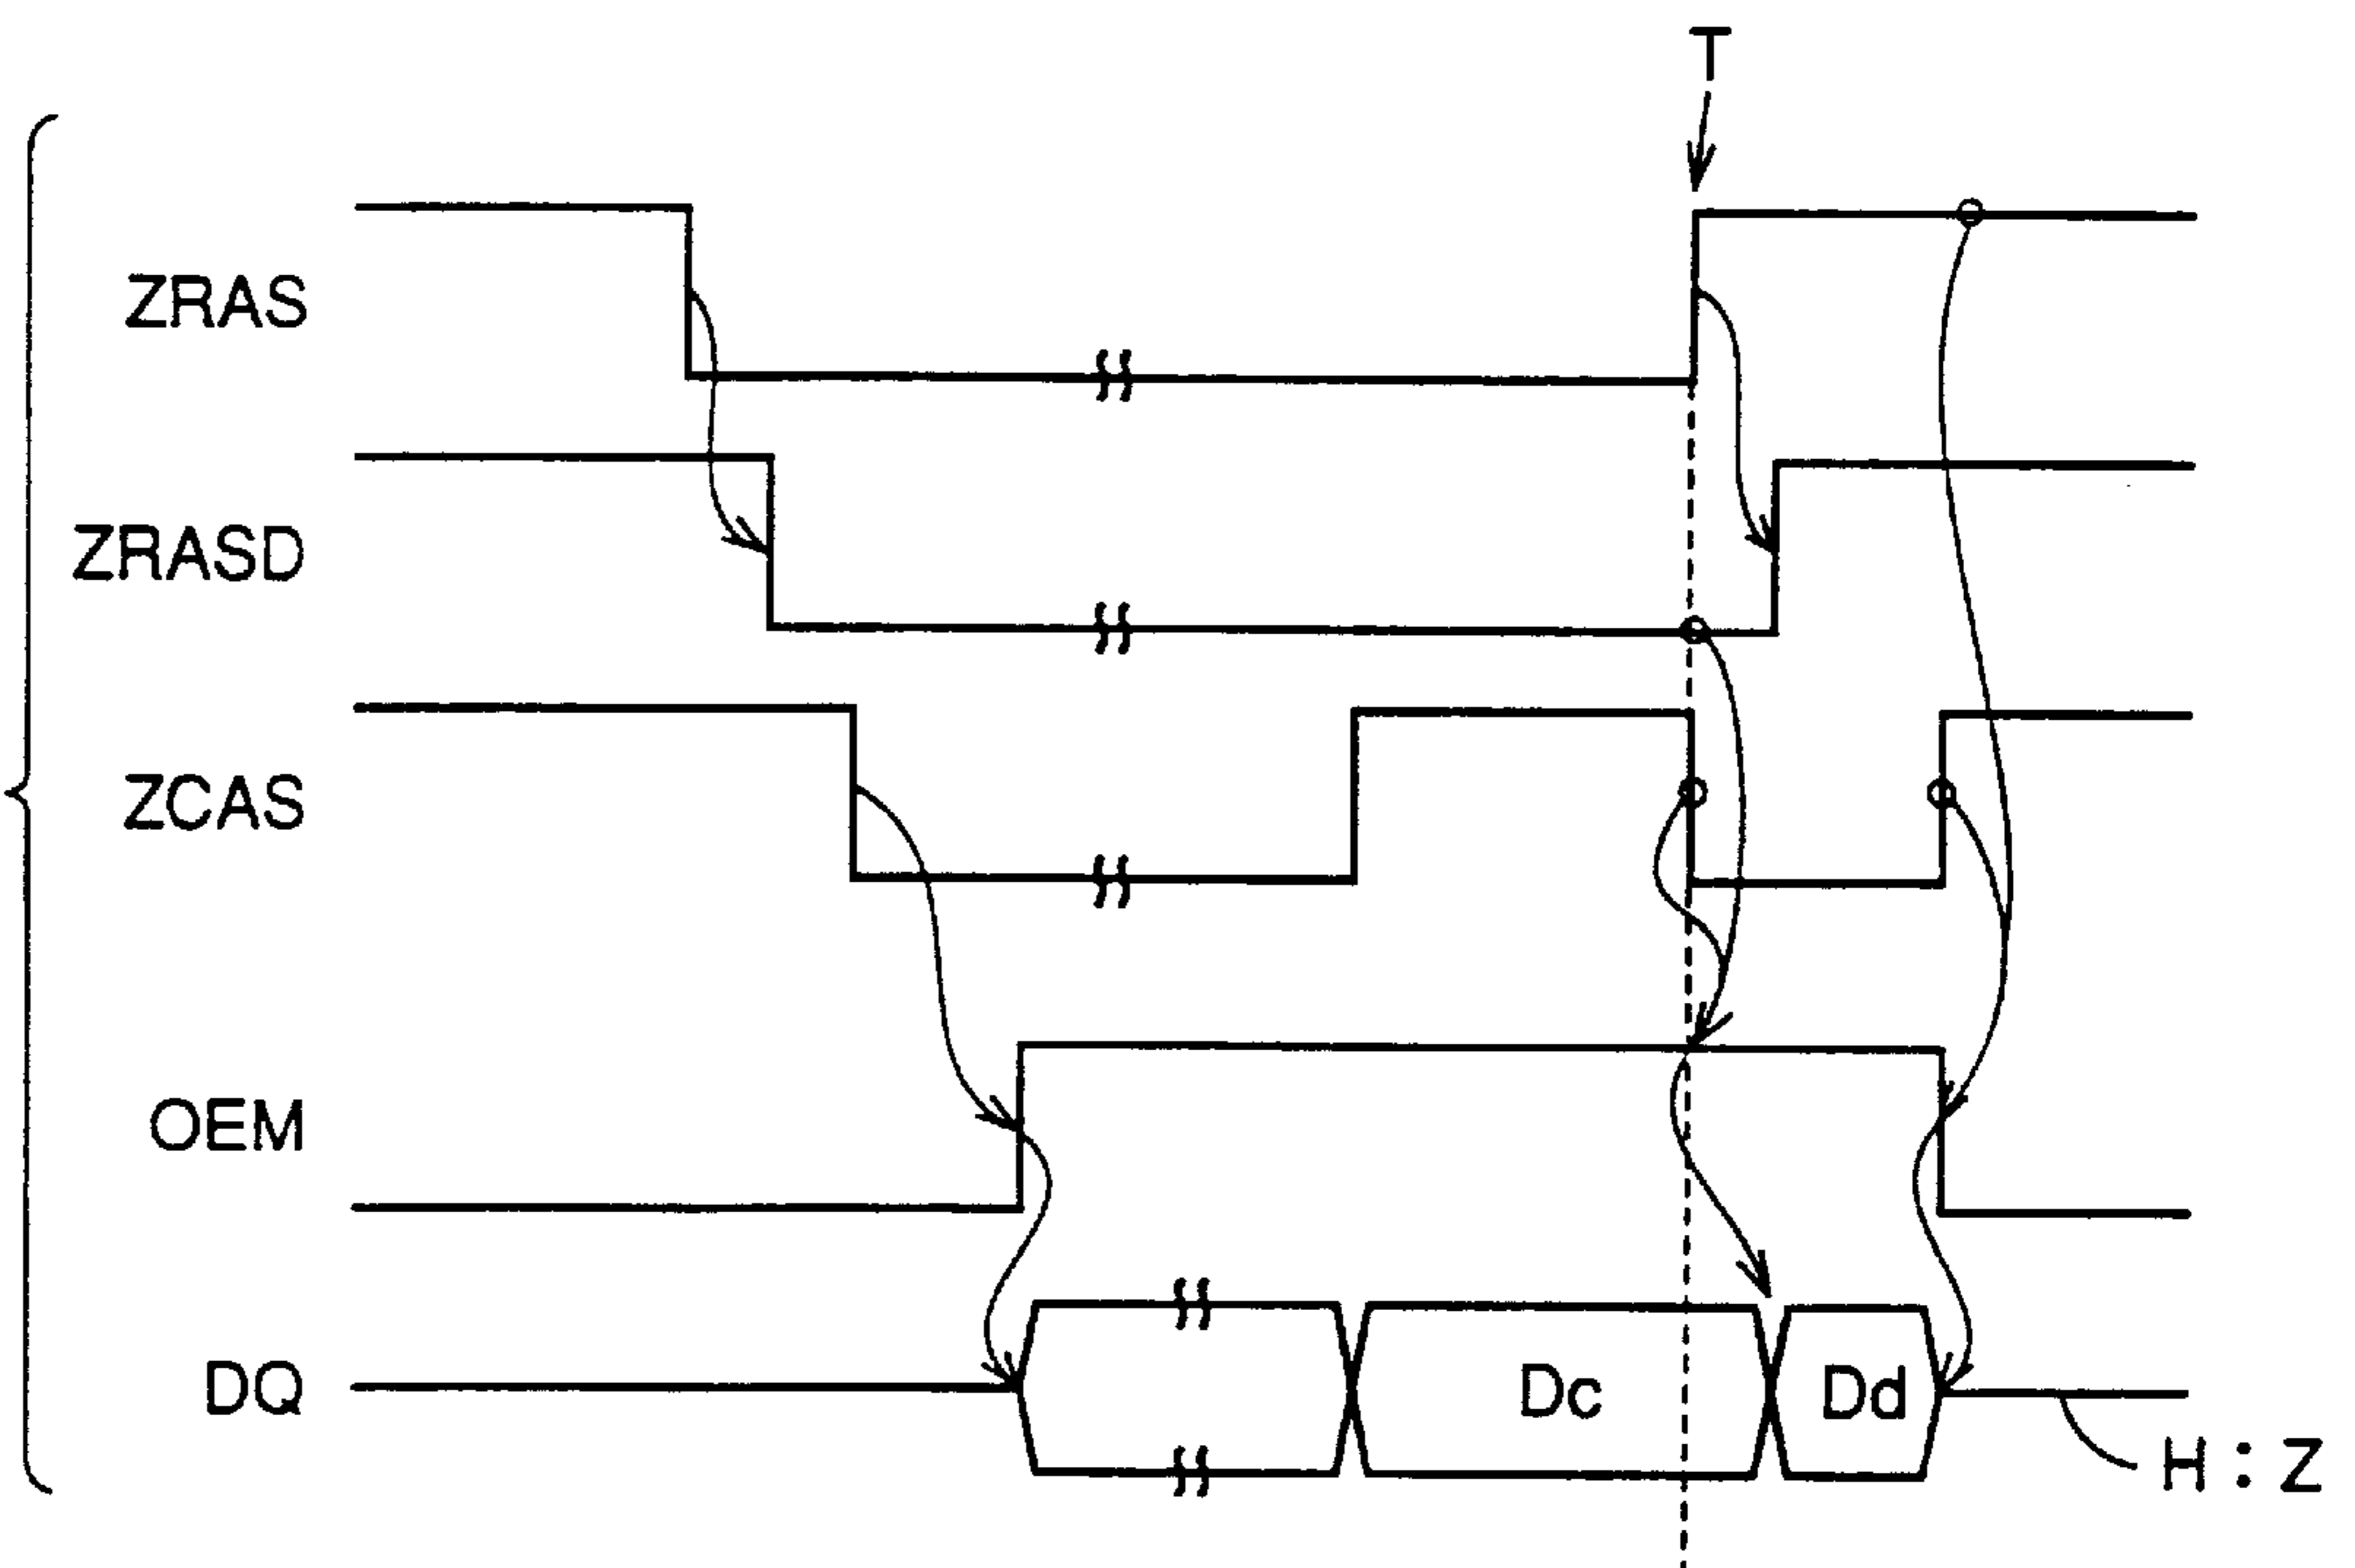 T
ZRAS
ZRASD
ZCAS
OEM
DQ
Dc
Dd
H : Z